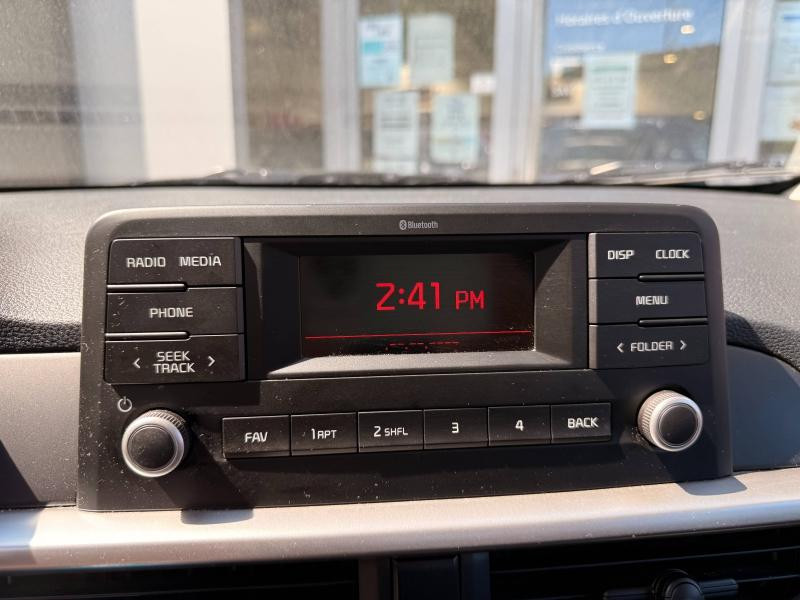 Horaires d'Ouverture
Bluetooth
RADIO MEDIA
PHONE
< SEEK TRACK >
2:41 PM
DISP CLOCK
MENU
< FOLDER >
FAV
1 RPT
2 SHFL
3
4
BACK